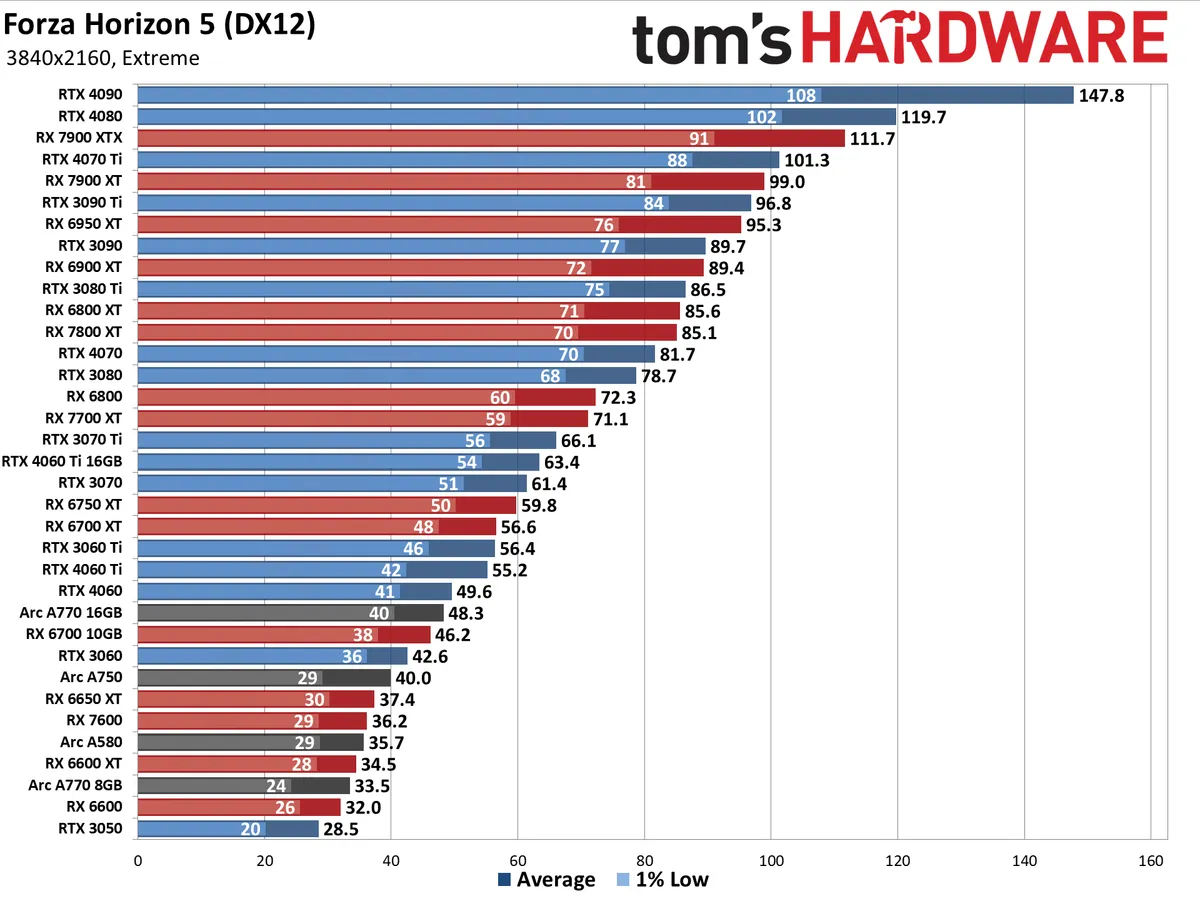 Forza Horizon 5 (DX12)
3840x2160, Extreme
tom's HARDWARE
RTX 4090 108 147.8
RTX 4080 102 119.7
RX 7900 XTX 91 111.7
RTX 4070 Ti 88 101.3
RX 7900 XT 81 99.0
RTX 3090 Ti 84 96.8
RX 6950 XT 76 95.3
RTX 3090 77 89.7
RX 6900 XT 72 89.4
RTX 3080 Ti 75 86.5
RX 6800 XT 71 85.6
RX 7800 XT 70 85.1
RTX 4070 70 81.7
RTX 3080 68 78.7
RX 6800 60 72.3
RX 7700 XT 59 71.1
RTX 3070 Ti 56 66.1
RTX 4060 Ti 16GB 54 63.4
RTX 3070 51 61.4
RX 6750 XT 50 59.8
RX 6700 XT 48 56.6
RTX 3060 Ti 46 56.4
RTX 4060 Ti 42 55.2
RTX 4060 41 49.6
Arc A770 16GB 40 48.3
RX 6700 10GB 38 46.2
RTX 3060 36 42.6
Arc A750 29 40.0
RX 6650 XT 30 37.4
RX 7600 29 36.2
Arc A580 29 35.7
RX 6600 XT 28 34.5
Arc A770 8GB 24 33.5
RX 6600 26 32.0
RTX 3050 20 28.5
0 20 40 60 80 100 120 140 160
Average 1% Low